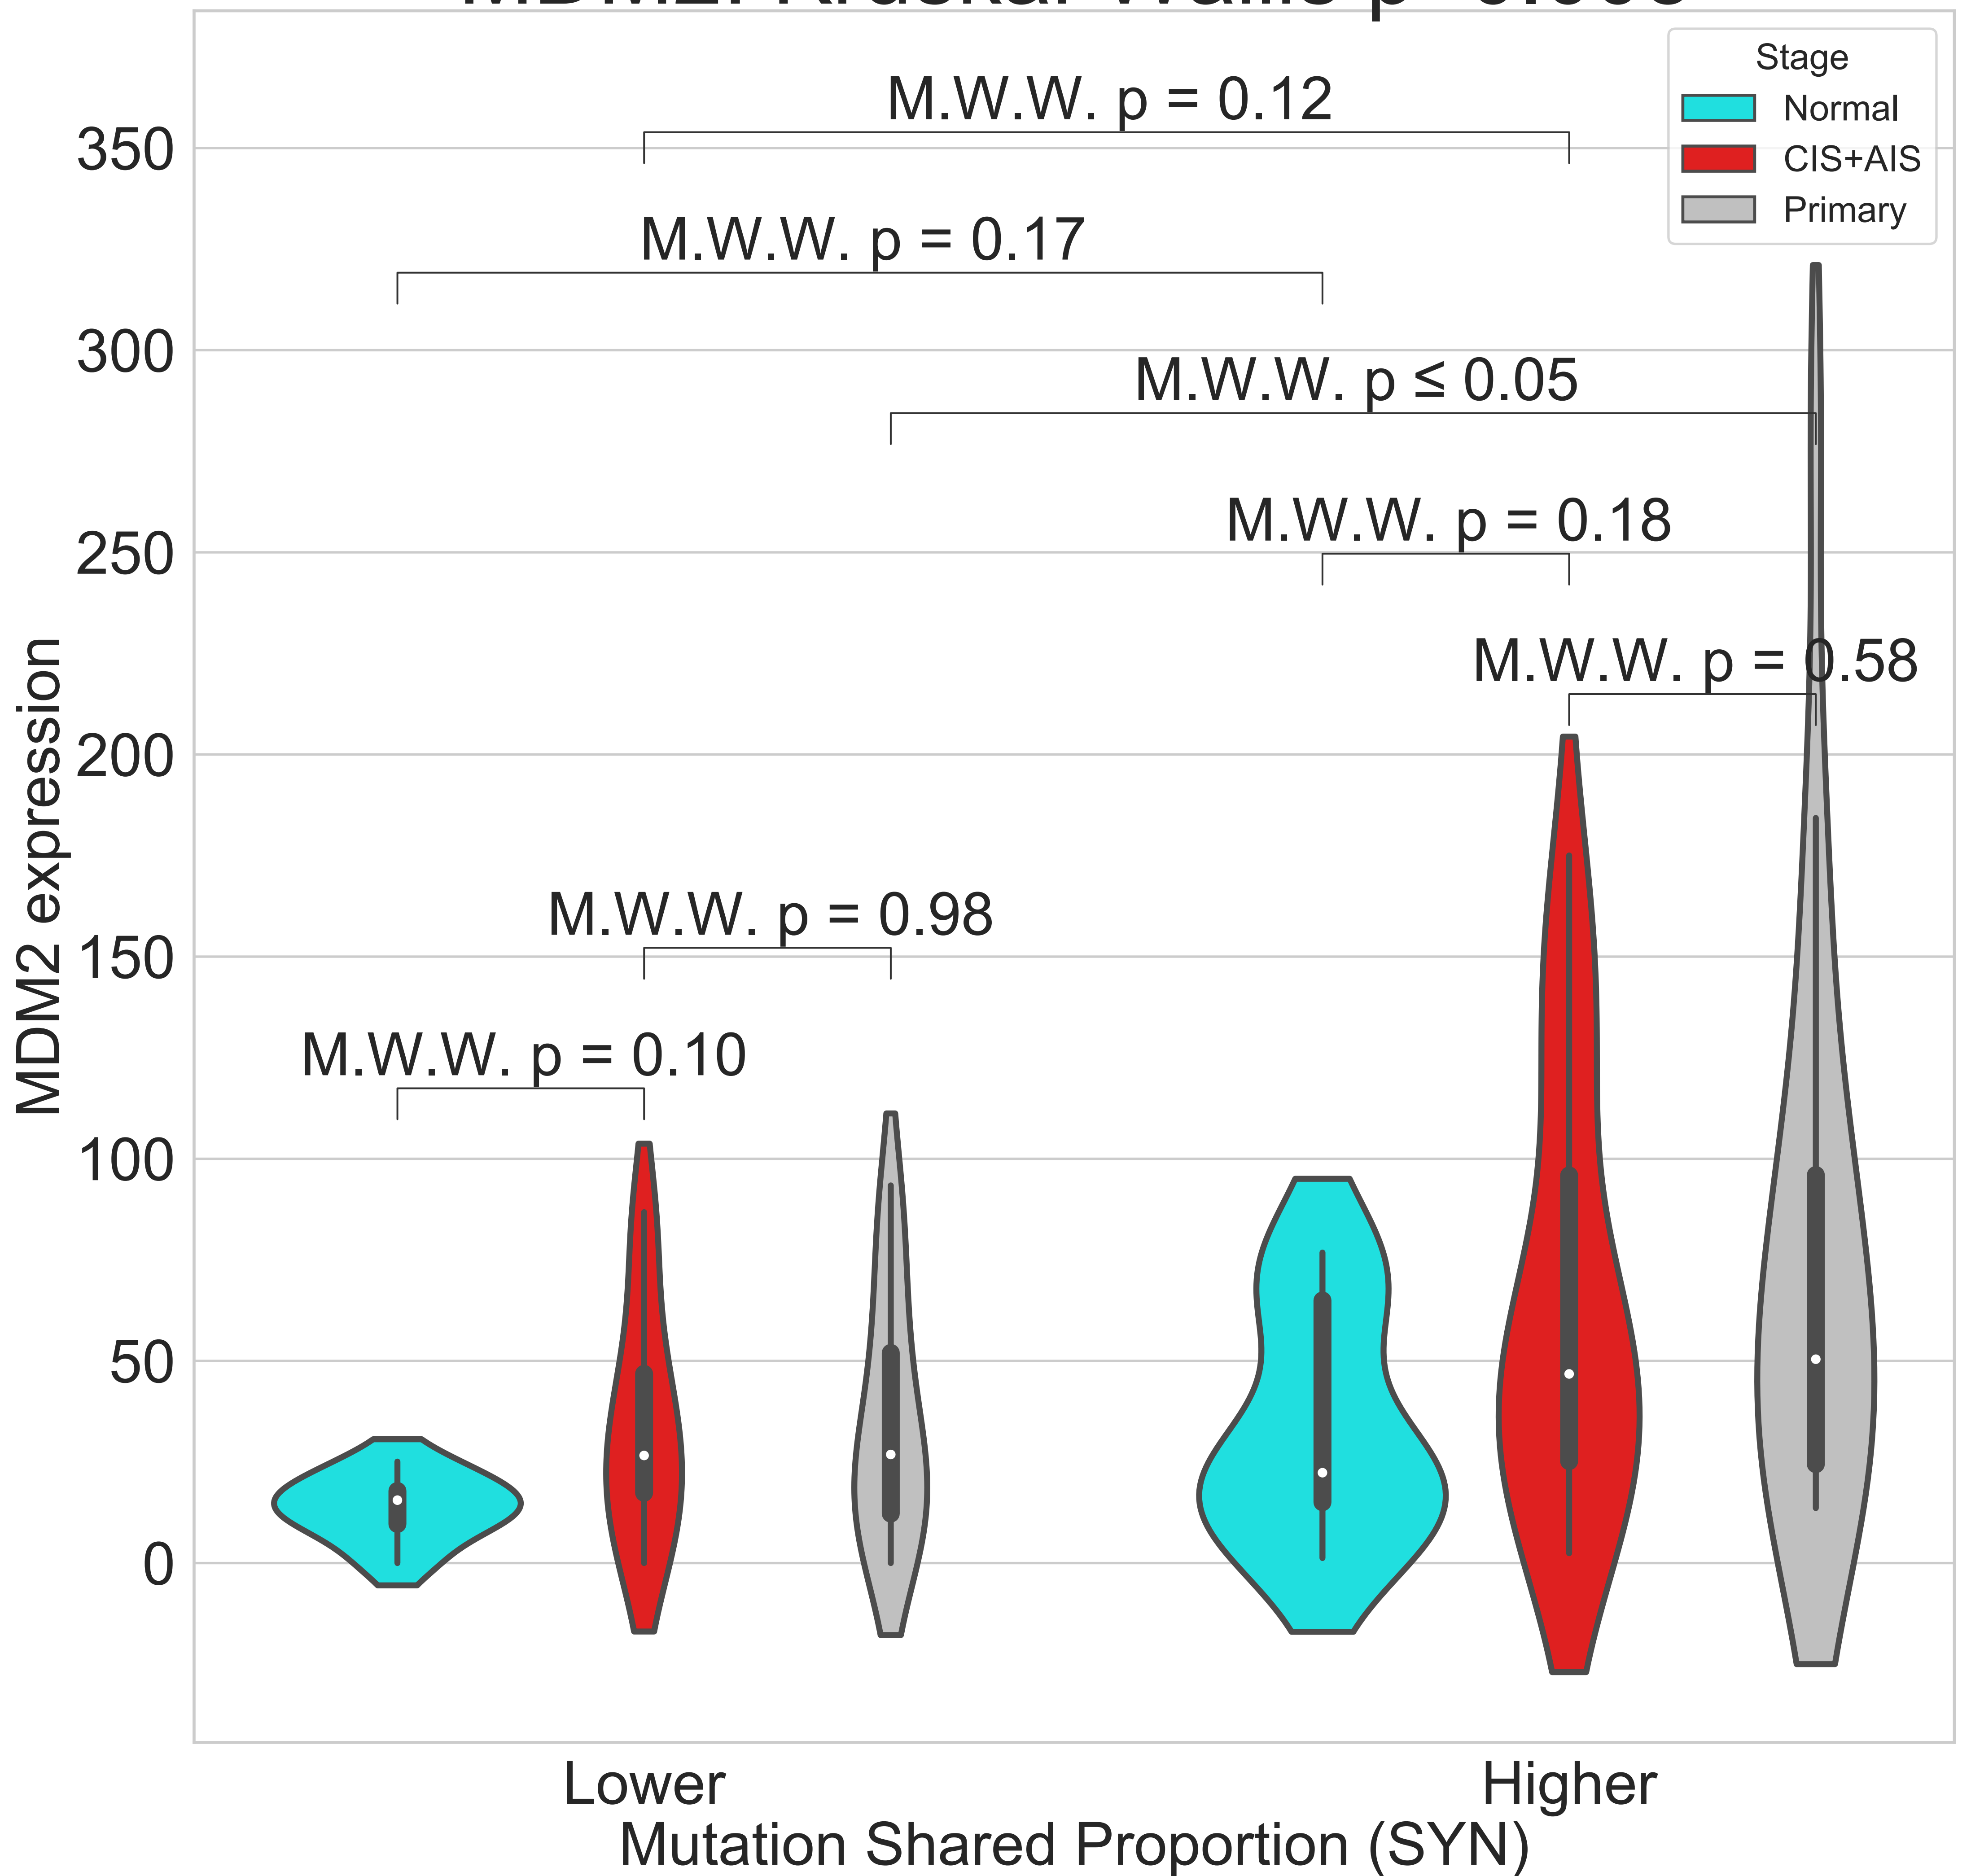 Stage
Normal
CIS+AIS
Primary
M.W.W. p = 0.12
M.W.W. p = 0.17
M.W.W. p ≤ 0.05
M.W.W. p = 0.18
M.W.W. p = 0.58
M.W.W. p = 0.98
M.W.W. p = 0.10
350
300
250
200
150
100
50
0
MDM2 expression
Lower
Higher
Mutation Shared Proportion (SYN)